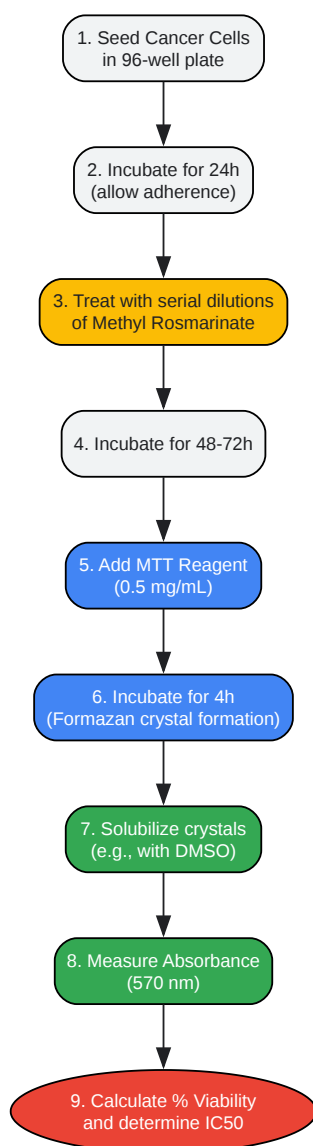 1. Seed Cancer Cells
in 96-well plate
2. Incubate for 24h
(allow adherence)
3. Treat with serial dilutions
of Methyl Rosmarinate
4. Incubate for 48-72h
5. Add MTT Reagent
(0.5 mg/mL)
6. Incubate for 4h
(Formazan crystal formation)
7. Solubilize crystals
(e.g., with DMSO)
8. Measure Absorbance
(570 nm)
9. Calculate % Viability
and determine IC50